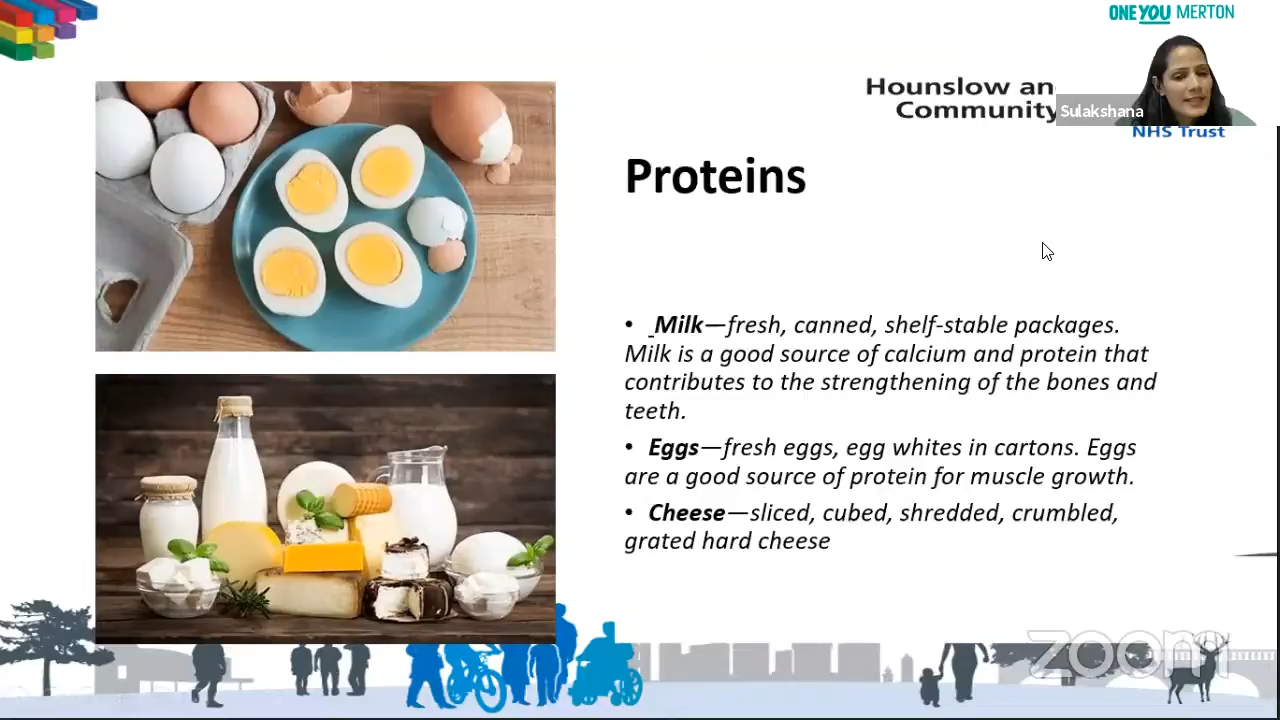 ONE YOU MERTON
Hounslow an
Community
Sulakshana
NHS Trust
Proteins
• Milk—fresh, canned, shelf-stable packages.
Milk is a good source of calcium and protein that
contributes to the strengthening of the bones and
teeth.
• Eggs—fresh eggs, egg whites in cartons. Eggs
are a good source of protein for muscle growth.
• Cheese—sliced, cubed, shredded, crumbled,
grated hard cheese
zoom